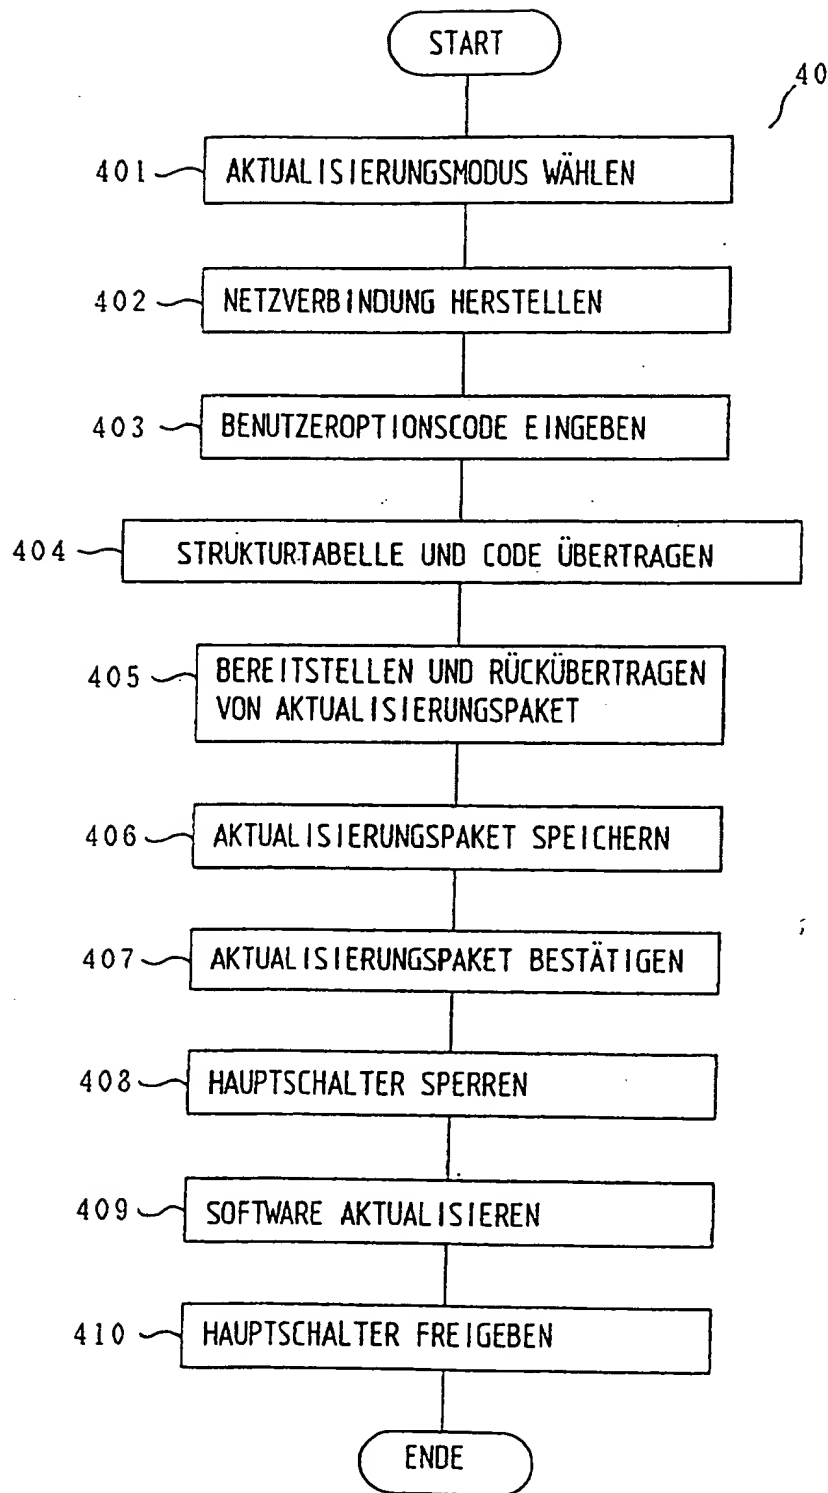 START
40
401 AKTUALISIERUNGSMODUS WÄHLEN
402 NETZVERBINDUNG HERSTELLEN
403 BENUTZEROPTIONSCODE EINGEBEN
404 STRUKTURTABELLE UND CODE ÜBERTRAGEN
405 BEREITSTELLEN UND RÜCKÜBERTRAGEN
VON AKTUALISIERUNGSPAKET
406 AKTUALISIERUNGSPAKET SPEICHERN
407 AKTUALISIERUNGSPAKET BESTÄTIGEN
408 HAUPTSCHALTER SPERREN
409 SOFTWARE AKTUALISIEREN
410 HAUPTSCHALTER FREIGEBEN
ENDE